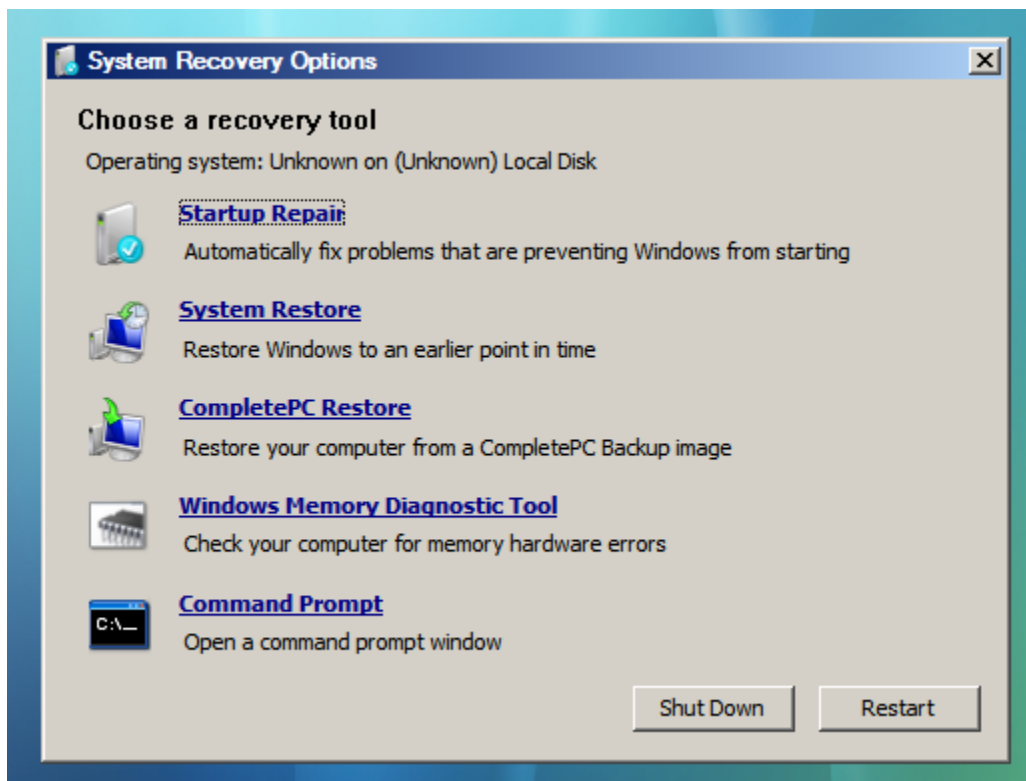 System Recovery Options
Choose a recovery tool
Operating system: Unknown on (Unknown) Local Disk
Startup Repair
Automatically fix problems that are preventing Windows from starting
System Restore
Restore Windows to an earlier point in time
CompletePC Restore
Restore your computer from a CompletePC Backup image
Windows Memory Diagnostic Tool
Check your computer for memory hardware errors
Command Prompt
C:\_
Open a command prompt window
Shut Down
Restart